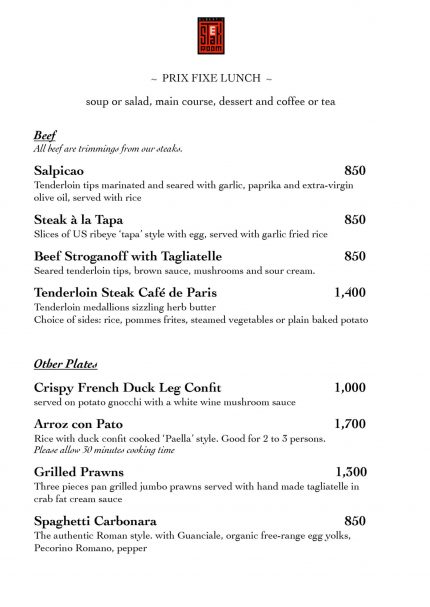 STEAK
ROOM
~ PRIX FIXE LUNCH ~
soup or salad, main course, dessert and coffee or tea
Beef
All beef are trimmings from our steaks.
Salpicao 850
Tenderloin tips marinated and seared with garlic, paprika and extra-virgin
olive oil, served with rice
Steak à la Tapa 850
Slices of US ribeye ‘tapa’ style with egg, served with garlic fried rice
Beef Stroganoff with Tagliatelle 850
Seared tenderloin tips, brown sauce, mushrooms and sour cream.
Tenderloin Steak Café de Paris 1,400
Tenderloin medallions sizzling herb butter
Choice of sides: rice, pommes frites, steamed vegetables or plain baked potato
Other Plates
Crispy French Duck Leg Confit 1,000
served on potato gnocchi with a white wine mushroom sauce
Arroz con Pato 1,700
Rice with duck confit cooked ‘Paella’ style. Good for 2 to 3 persons.
Please allow 30 minutes cooking time
Grilled Prawns 1,300
Three pieces pan grilled jumbo prawns served with hand made tagliatelle in
crab fat cream sauce
Spaghetti Carbonara 850
The authentic Roman style. with Guanciale, organic free-range egg yolks,
Pecorino Romano, pepper